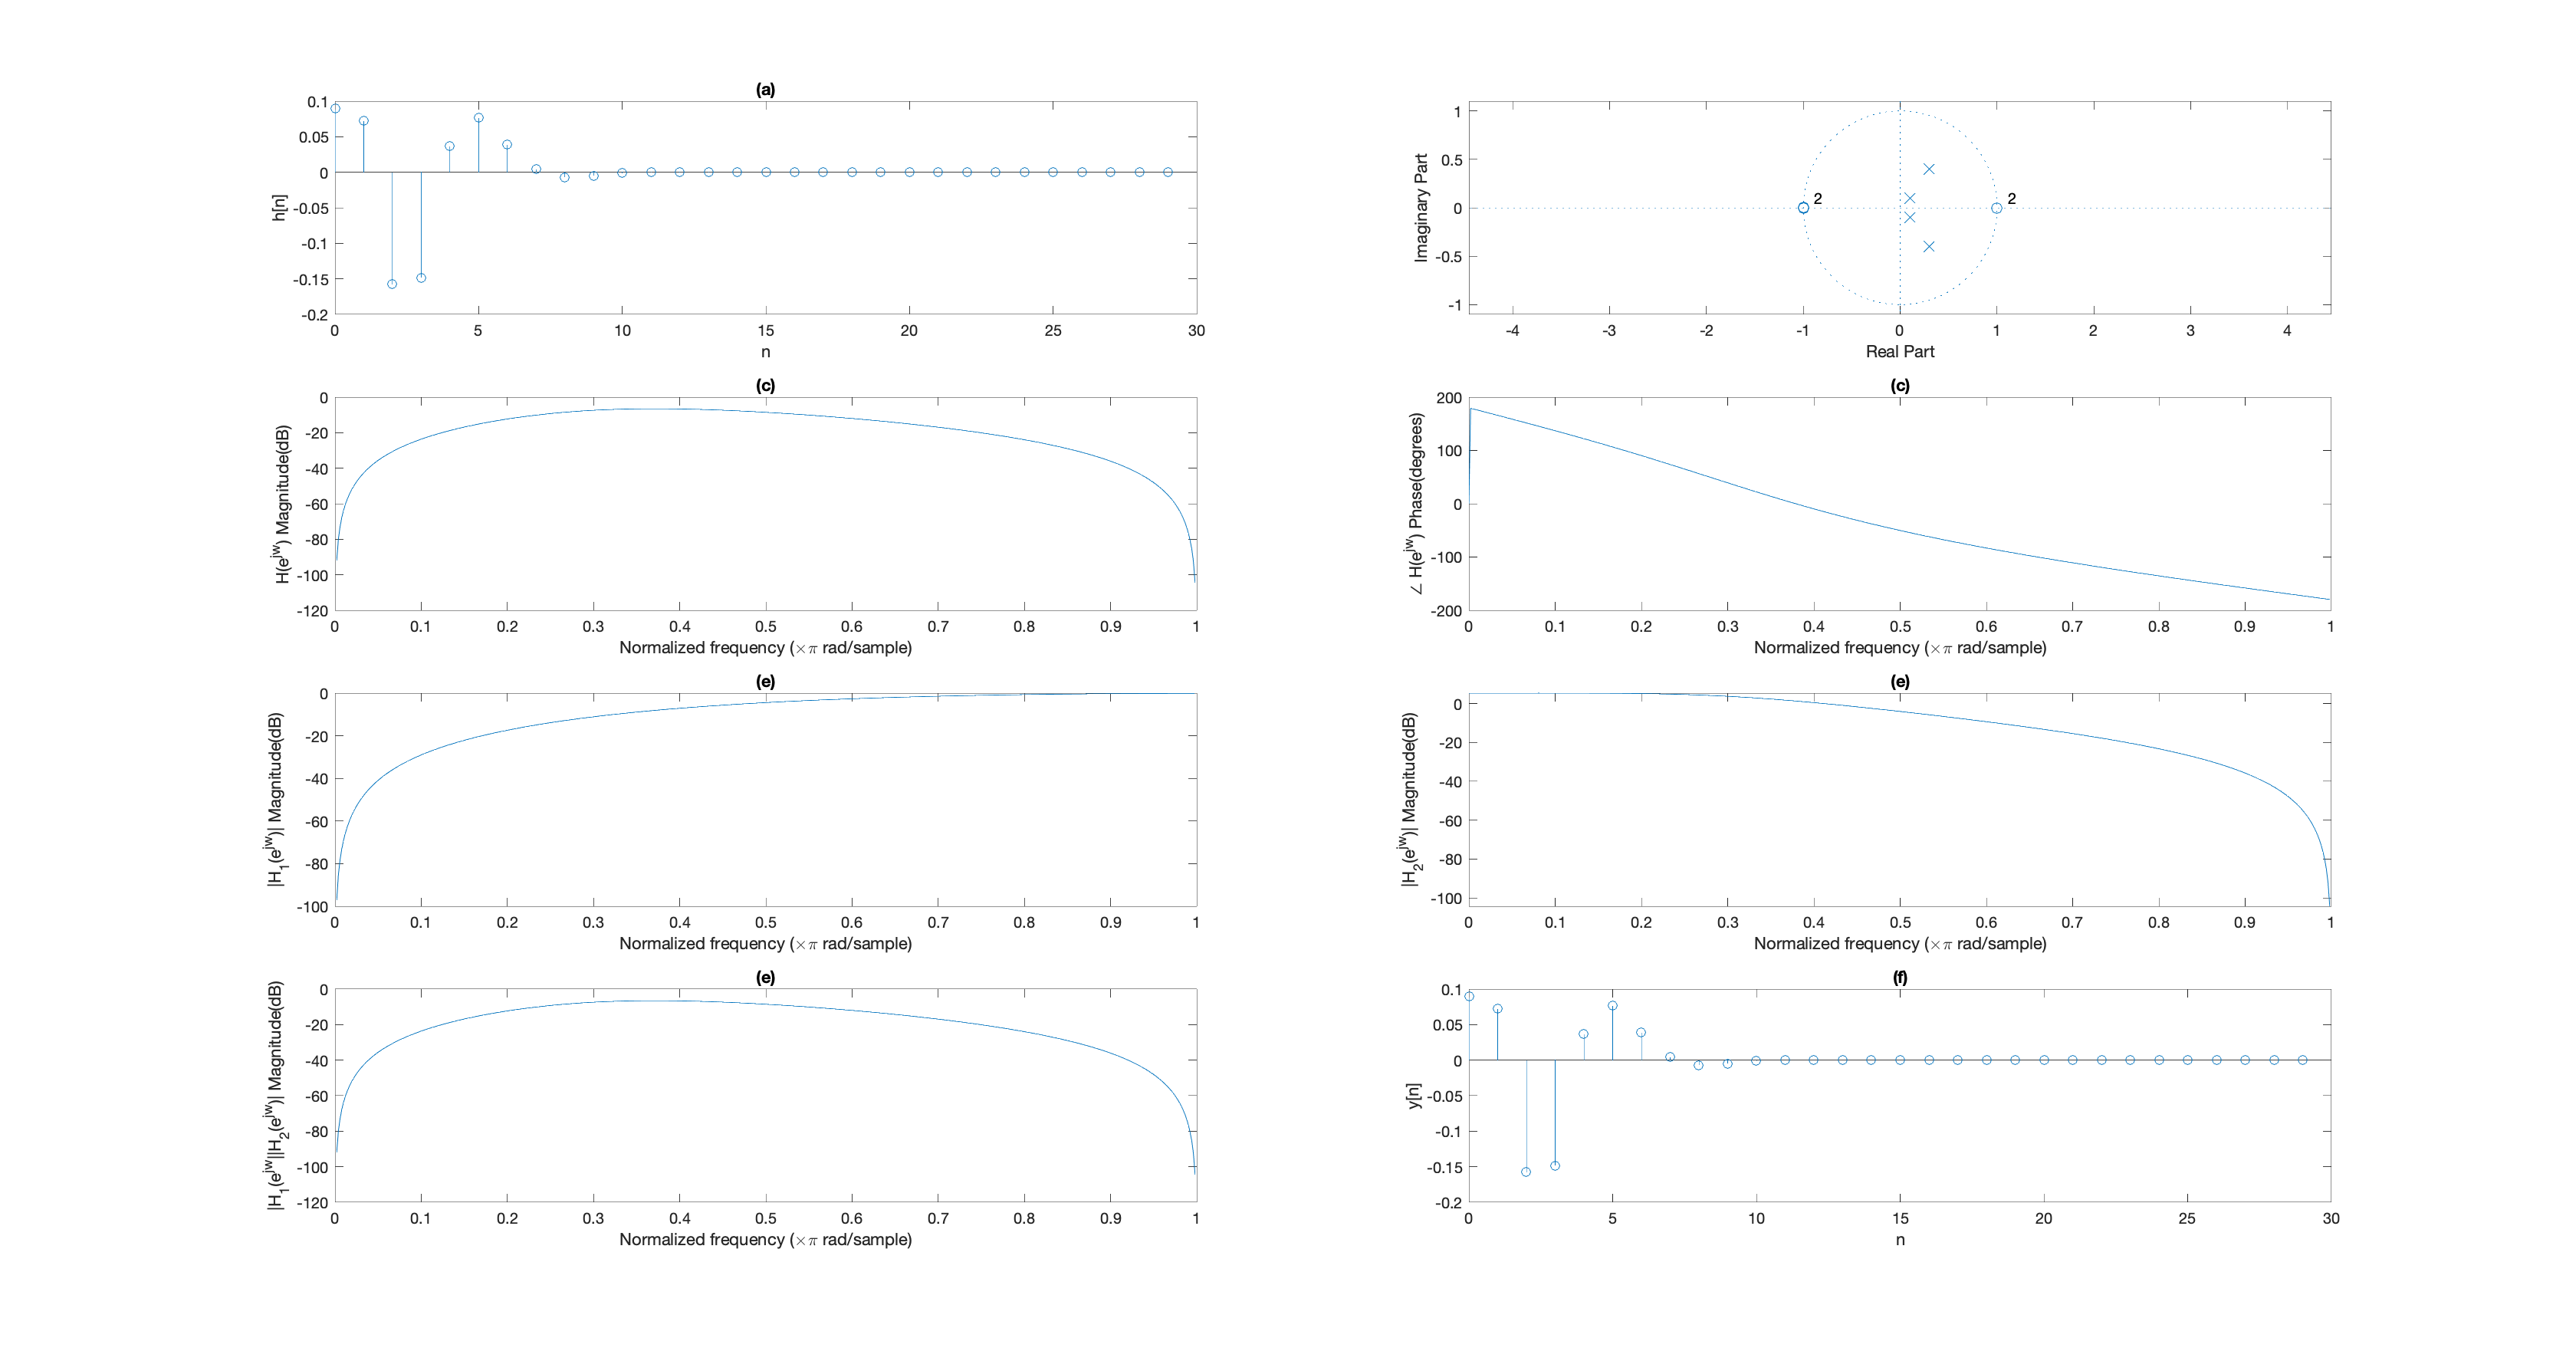 (a)
0.1
0.05
0
-0.05
-0.1
-0.15
-0.2
h[n]
0 5 10 15 20 25 30
n
1
0.5
0
-0.5
-1
Imaginary Part
2 2
-4 -3 -2 -1 0 1 2 3 4
Real Part
(c)
0
-20
-40
-60
-80
-100
-120
H(e^jw) Magnitude(dB)
0 0.1 0.2 0.3 0.4 0.5 0.6 0.7 0.8 0.9 1
Normalized frequency (×π rad/sample)
(c)
200
100
0
-100
-200
∠ H(e^jw) Phase(degrees)
0 0.1 0.2 0.3 0.4 0.5 0.6 0.7 0.8 0.9 1
Normalized frequency (×π rad/sample)
(e)
0
-20
-40
-60
-80
-100
|H_1(e^jw)| Magnitude(dB)
0 0.1 0.2 0.3 0.4 0.5 0.6 0.7 0.8 0.9 1
Normalized frequency (×π rad/sample)
(e)
0
-20
-40
-60
-80
-100
|H_2(e^jw)| Magnitude(dB)
0 0.1 0.2 0.3 0.4 0.5 0.6 0.7 0.8 0.9 1
Normalized frequency (×π rad/sample)
(e)
0
-20
-40
-60
-80
-100
-120
|H_1(e^jw||H_2(e^jw)| Magnitude(dB)
0 0.1 0.2 0.3 0.4 0.5 0.6 0.7 0.8 0.9 1
Normalized frequency (×π rad/sample)
(f)
0.1
0.05
0
-0.05
-0.1
-0.15
-0.2
y[n]
0 5 10 15 20 25 30
n